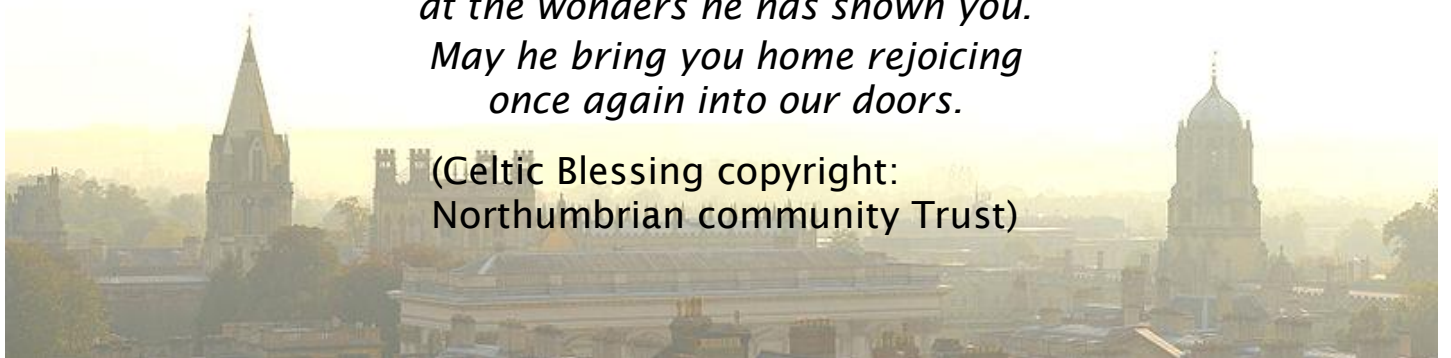 at the wonders he has shown you.
May he bring you home rejoicing
once again into our doors.
(Celtic Blessing copyright:
Northumbrian community Trust)